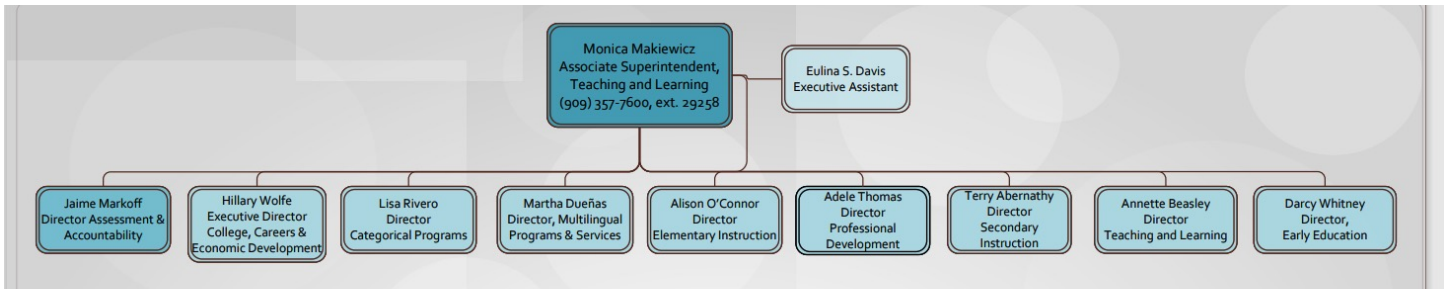 Monica Makiewicz
Associate Superintendent,
Teaching and Learning
(909) 357-7600, ext. 29258
Eulina S. Davis
Executive Assistant
Jaime Markoff
Director Assessment &
Accountability
Hillary Wolfe
Executive Director
College, Careers &
Economic Development
Lisa Rivero
Director
Categorical Programs
Martha Dueñas
Director, Multilingual
Programs & Services
Alison O'Connor
Director
Elementary Instruction
Adele Thomas
Director
Professional
Development
Terry Abernathy
Director
Secondary
Instruction
Annette Beasley
Director
Teaching and Learning
Darcy Whitney
Director,
Early Education